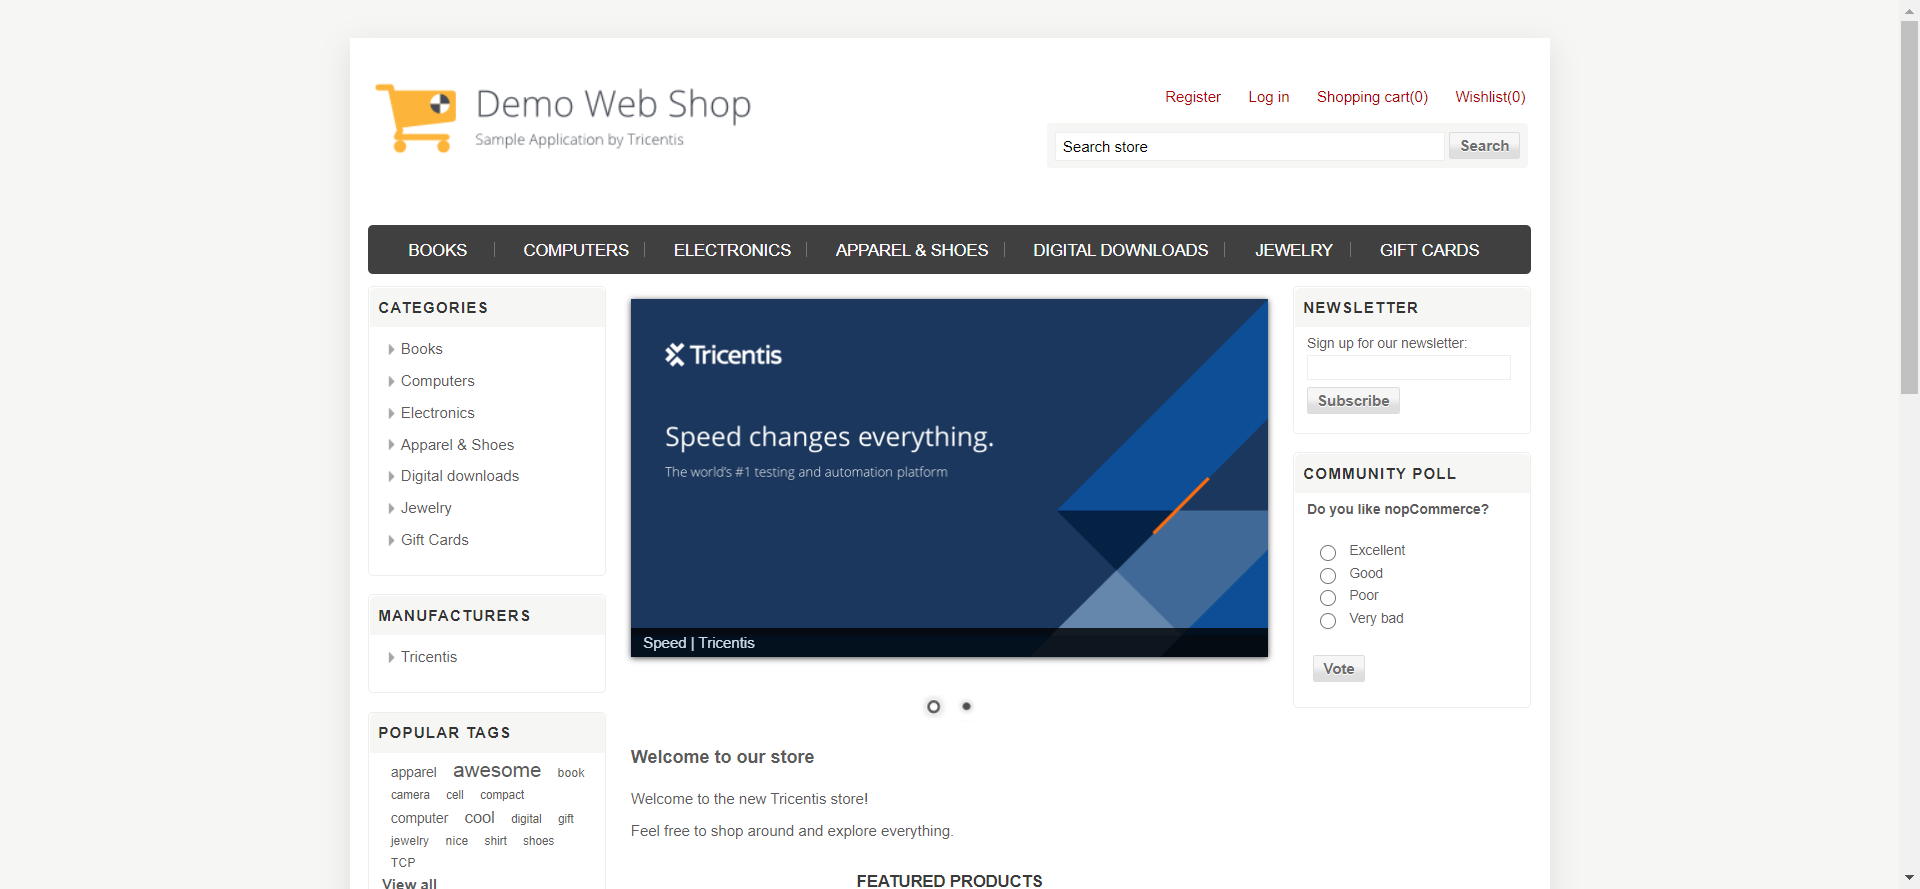 Demo Web Shop
Sample Application by Tricentis
Register Log in Shopping cart(0) Wishlist(0)
Search store Search
BOOKS COMPUTERS ELECTRONICS APPAREL & SHOES DIGITAL DOWNLOADS JEWELRY GIFT CARDS
CATEGORIES
Books
Computers
Electronics
Apparel & Shoes
Digital downloads
Jewelry
Gift Cards
MANUFACTURERS
Tricentis
POPULAR TAGS
apparel awesome book
camera cell compact
computer cool digital gift
jewelry nice shirt shoes
TCP
View all
Tricentis
Speed changes everything.
The world's #1 testing and automation platform
Speed | Tricentis
Welcome to our store
Welcome to the new Tricentis store!
Feel free to shop around and explore everything.
FEATURED PRODUCTS
NEWSLETTER
Sign up for our newsletter:
Subscribe
COMMUNITY POLL
Do you like nopCommerce?
Excellent
Good
Poor
Very bad
Vote